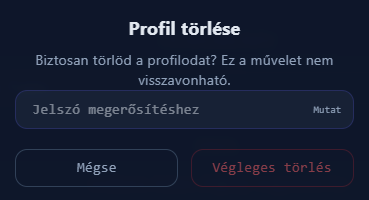 Profil törlése
Biztosan törlöd a profilodat? Ez a művelet nem
visszavonható.
Jelszó megerősítéshez
Mutat
Mégse
Végleges törlés